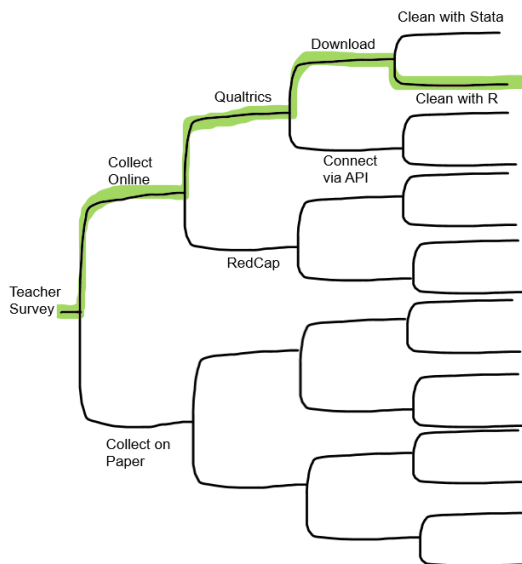 Clean with Stata
Download
Qualtrics
Clean with R
Collect
Online
Connect
via API
RedCap
Teacher
Survey
Collect on
Paper